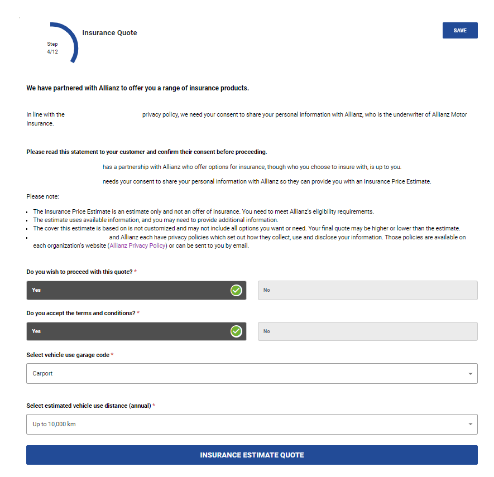 Step
4/12
Insurance Quote
SAVE
We have partnered with Allianz to offer you a range of insurance products.
In line with the privacy policy, we need your consent to share your personal information with Allianz, who is the underwriter of Allianz Motor
Insurance.
Please read this statement to your customer and confirm their consent before proceeding.
has a partnership with Allianz who offer options for insurance, though who you choose to insure with, is up to you.
needs your consent to share your personal information with Allianz so they can provide you with an Insurance Price Estimate.
Please note:
• The Insurance Price Estimate is an estimate only and not an offer of insurance. You need to meet Allianz's eligibility requirements.
• The estimate uses available information, and you may need to provide additional information.
• The cover this estimate is based on is not customized and may not include all options you want or need. Your final quote may be higher or lower than the estimate.
• and Allianz each have privacy policies which set out how they collect, use and disclose your information. Those policies are available on
each organization's website (Allianz Privacy Policy) or can be sent to you by email.
Do you wish to proceed with this quote? *
Yes
No
Do you accept the terms and conditions? *
Yes
No
Select vehicle use garage code *
Carport
Select estimated vehicle use distance (annual) *
Up to 10,000 km
INSURANCE ESTIMATE QUOTE